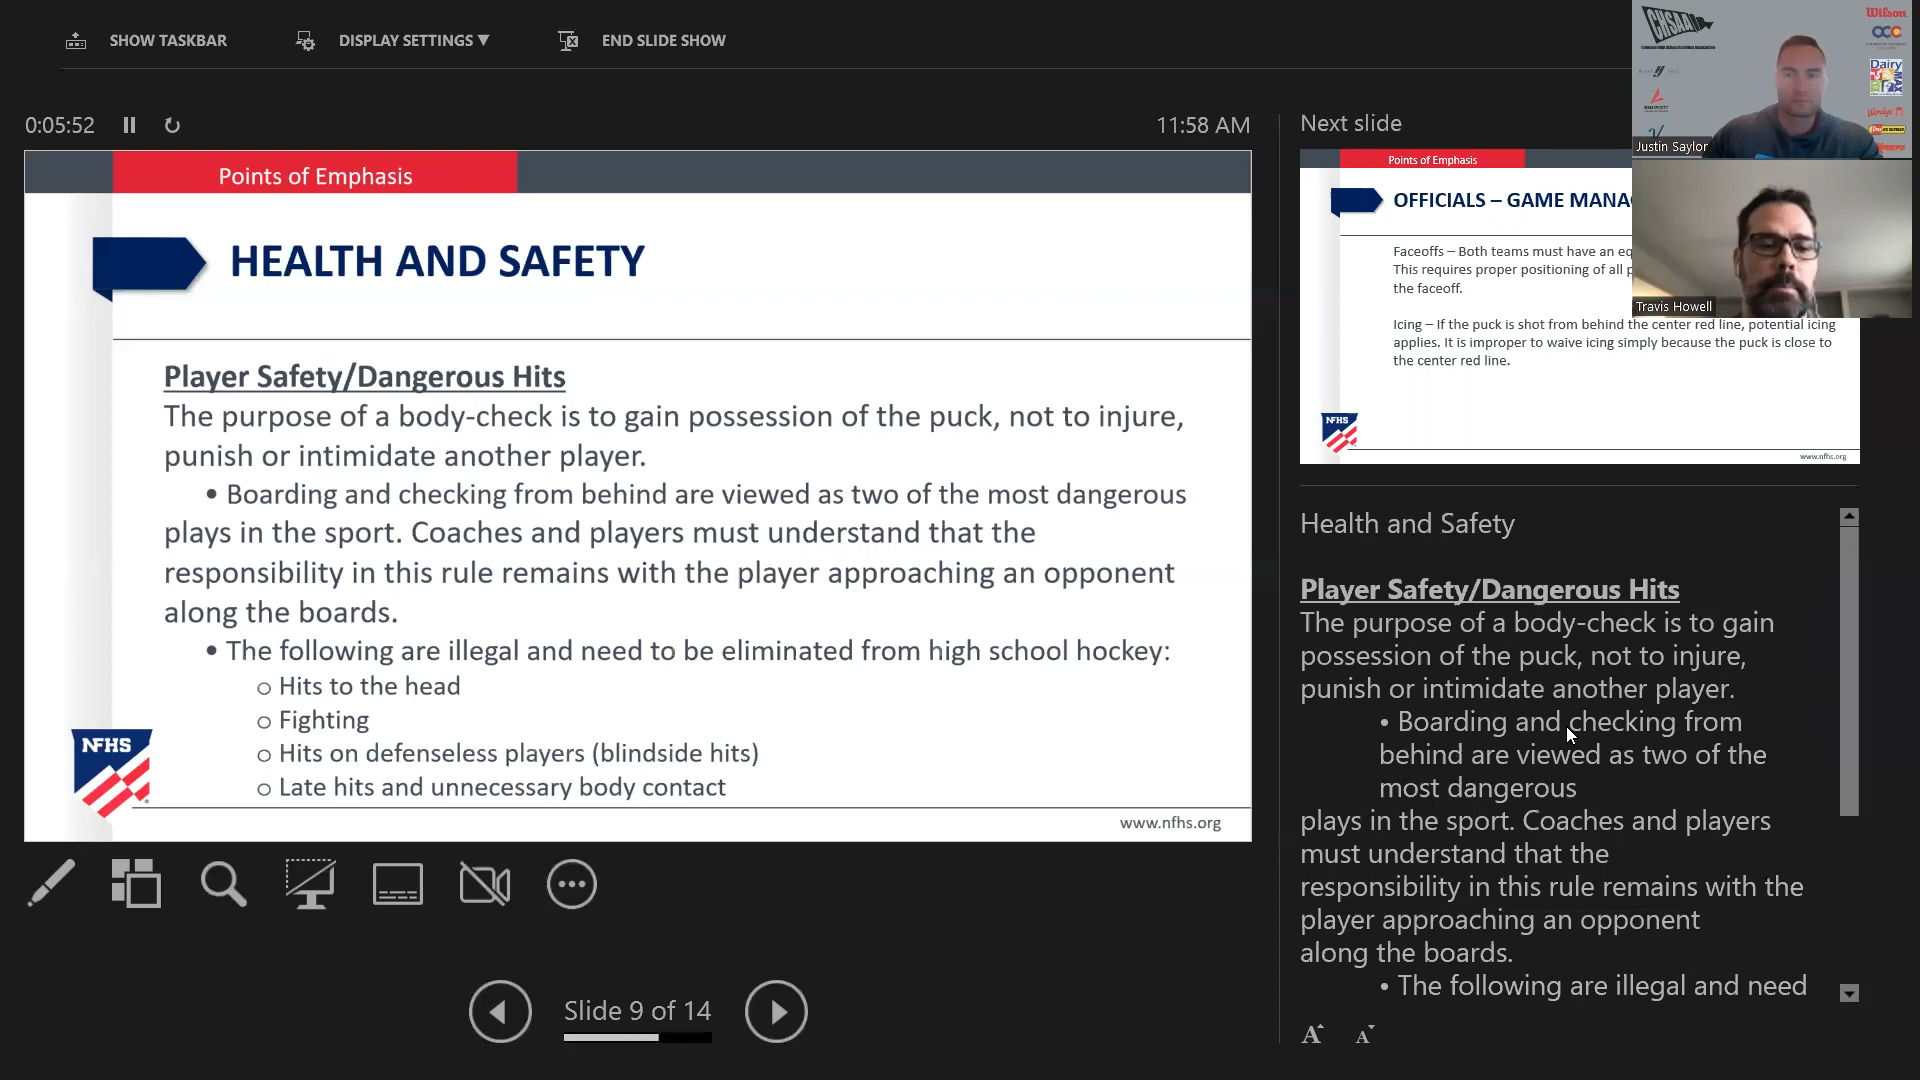 SHOW TASKBAR
DISPLAY SETTINGS ▼
END SLIDE SHOW
0:05:52
11:58 AM
Points of Emphasis
HEALTH AND SAFETY
Player Safety/Dangerous Hits
The purpose of a body-check is to gain possession of the puck, not to injure,
punish or intimidate another player.
• Boarding and checking from behind are viewed as two of the most dangerous
plays in the sport. Coaches and players must understand that the
responsibility in this rule remains with the player approaching an opponent
along the boards.
• The following are illegal and need to be eliminated from high school hockey:
o Hits to the head
o Fighting
o Hits on defenseless players (blindside hits)
o Late hits and unnecessary body contact
NFHS
www.nfhs.org
Slide 9 of 14
Next slide
Points of Emphasis
OFFICIALS – GAME MANA
Faceoffs – Both teams must have an eq
This requires proper positioning of all p
the faceoff.
Icing – If the puck is shot from behind the center red line, potential icing
applies. It is improper to waive icing simply because the puck is close to
the center red line.
NFHS
www.nfhs.org
CHSAA
Wilson
OCC
Dairy
MAX
Wendy's
Justin Saylor
Travis Howell
Health and Safety
Player Safety/Dangerous Hits
The purpose of a body-check is to gain
possession of the puck, not to injure,
punish or intimidate another player.
• Boarding and checking from
behind are viewed as two of the
most dangerous
plays in the sport. Coaches and players
must understand that the
responsibility in this rule remains with the
player approaching an opponent
along the boards.
• The following are illegal and need
A A